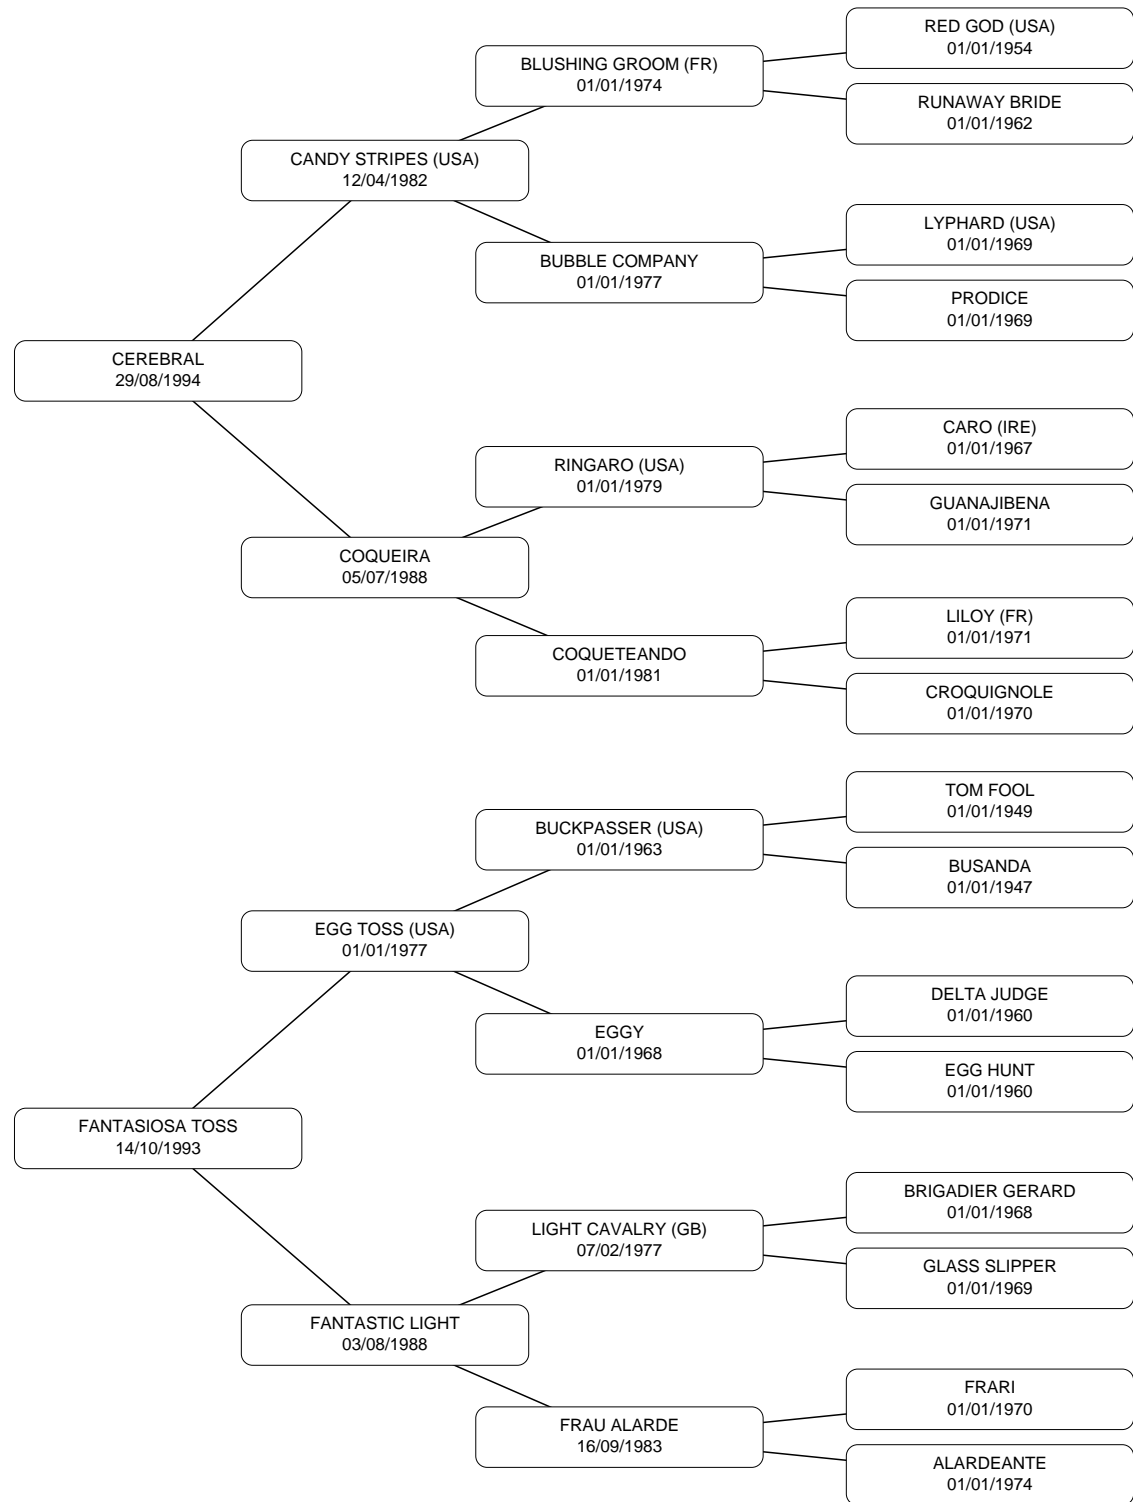 RED GOD (USA)
01/01/1954
BLUSHING GROOM (FR)
01/01/1974
RUNAWAY BRIDE
01/01/1962
CANDY STRIPES (USA)
12/04/1982
LYPHARD (USA)
01/01/1969
BUBBLE COMPANY
01/01/1977
PRODICE
01/01/1969
CEREBRAL
29/08/1994
CARO (IRE)
01/01/1967
RINGARO (USA)
01/01/1979
GUANAJIBENA
01/01/1971
COQUEIRA
05/07/1988
LILOY (FR)
01/01/1971
COQUETEANDO
01/01/1981
CROQUIGNOLE
01/01/1970
TOM FOOL
01/01/1949
BUCKPASSER (USA)
01/01/1963
BUSANDA
01/01/1947
EGG TOSS (USA)
01/01/1977
DELTA JUDGE
01/01/1960
EGGY
01/01/1968
EGG HUNT
01/01/1960
FANTASIOSA TOSS
14/10/1993
BRIGADIER GERARD
01/01/1968
LIGHT CAVALRY (GB)
07/02/1977
GLASS SLIPPER
01/01/1969
FANTASTIC LIGHT
03/08/1988
FRARI
01/01/1970
FRAU ALARDE
16/09/1983
ALARDEANTE
01/01/1974